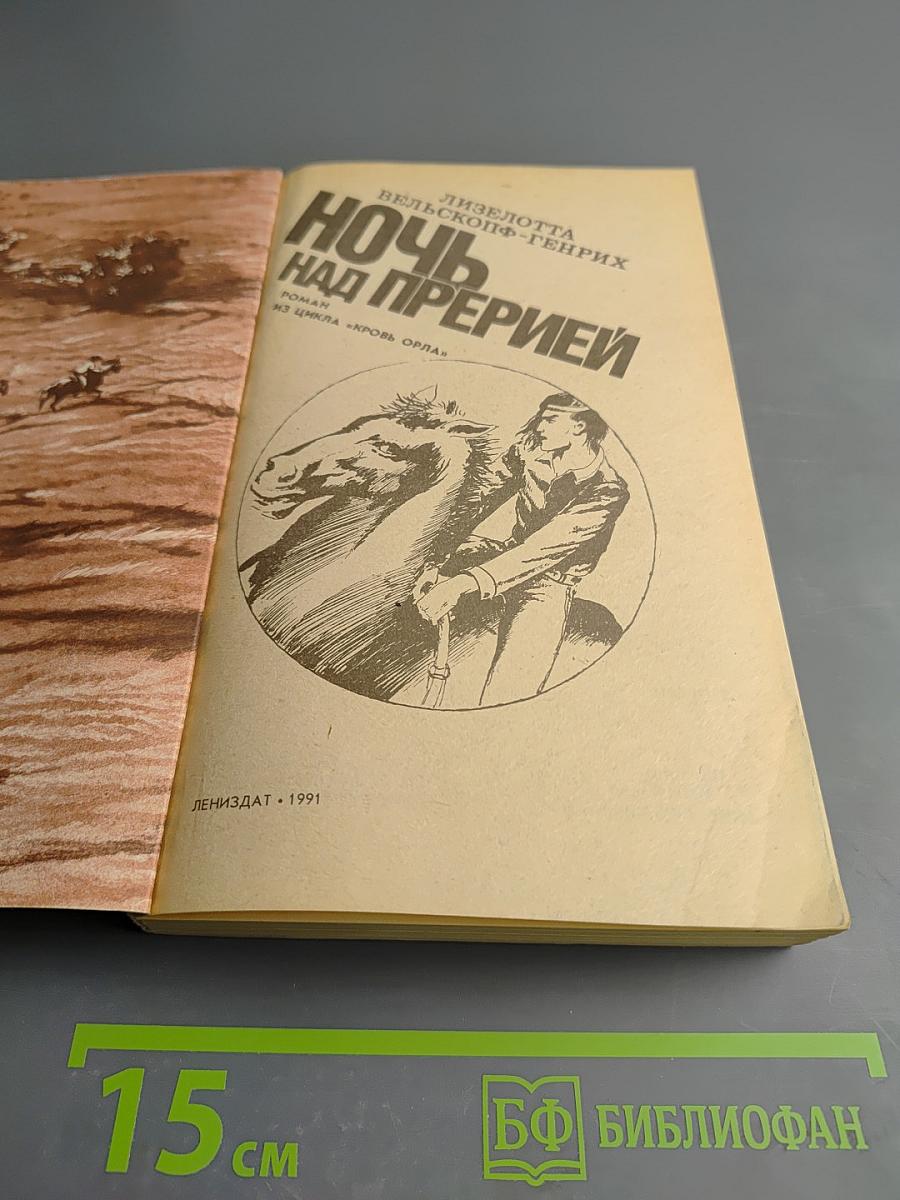 ЛИЗЕЛОТТА
ВЕЛЬСКОПФ-ГЕНРИХ
НОЧЬ
НАД ПРЕРИЕЙ
РОМАН
ИЗ ЦИКЛА «КРОВЬ ОРЛА»
ЛЕНИЗДАТ • 1991
15 см
БФ БИБЛИОФАН